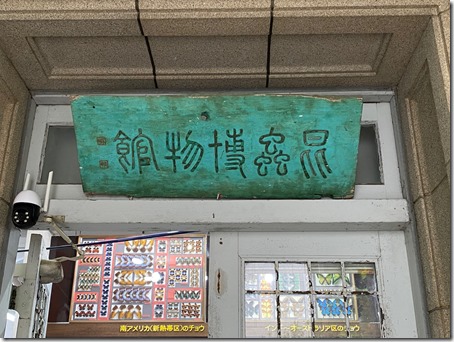 昆蟲博物館
南アメリカ(新熱帯区)のチョウ
インドーオーストラリア区のチョウ